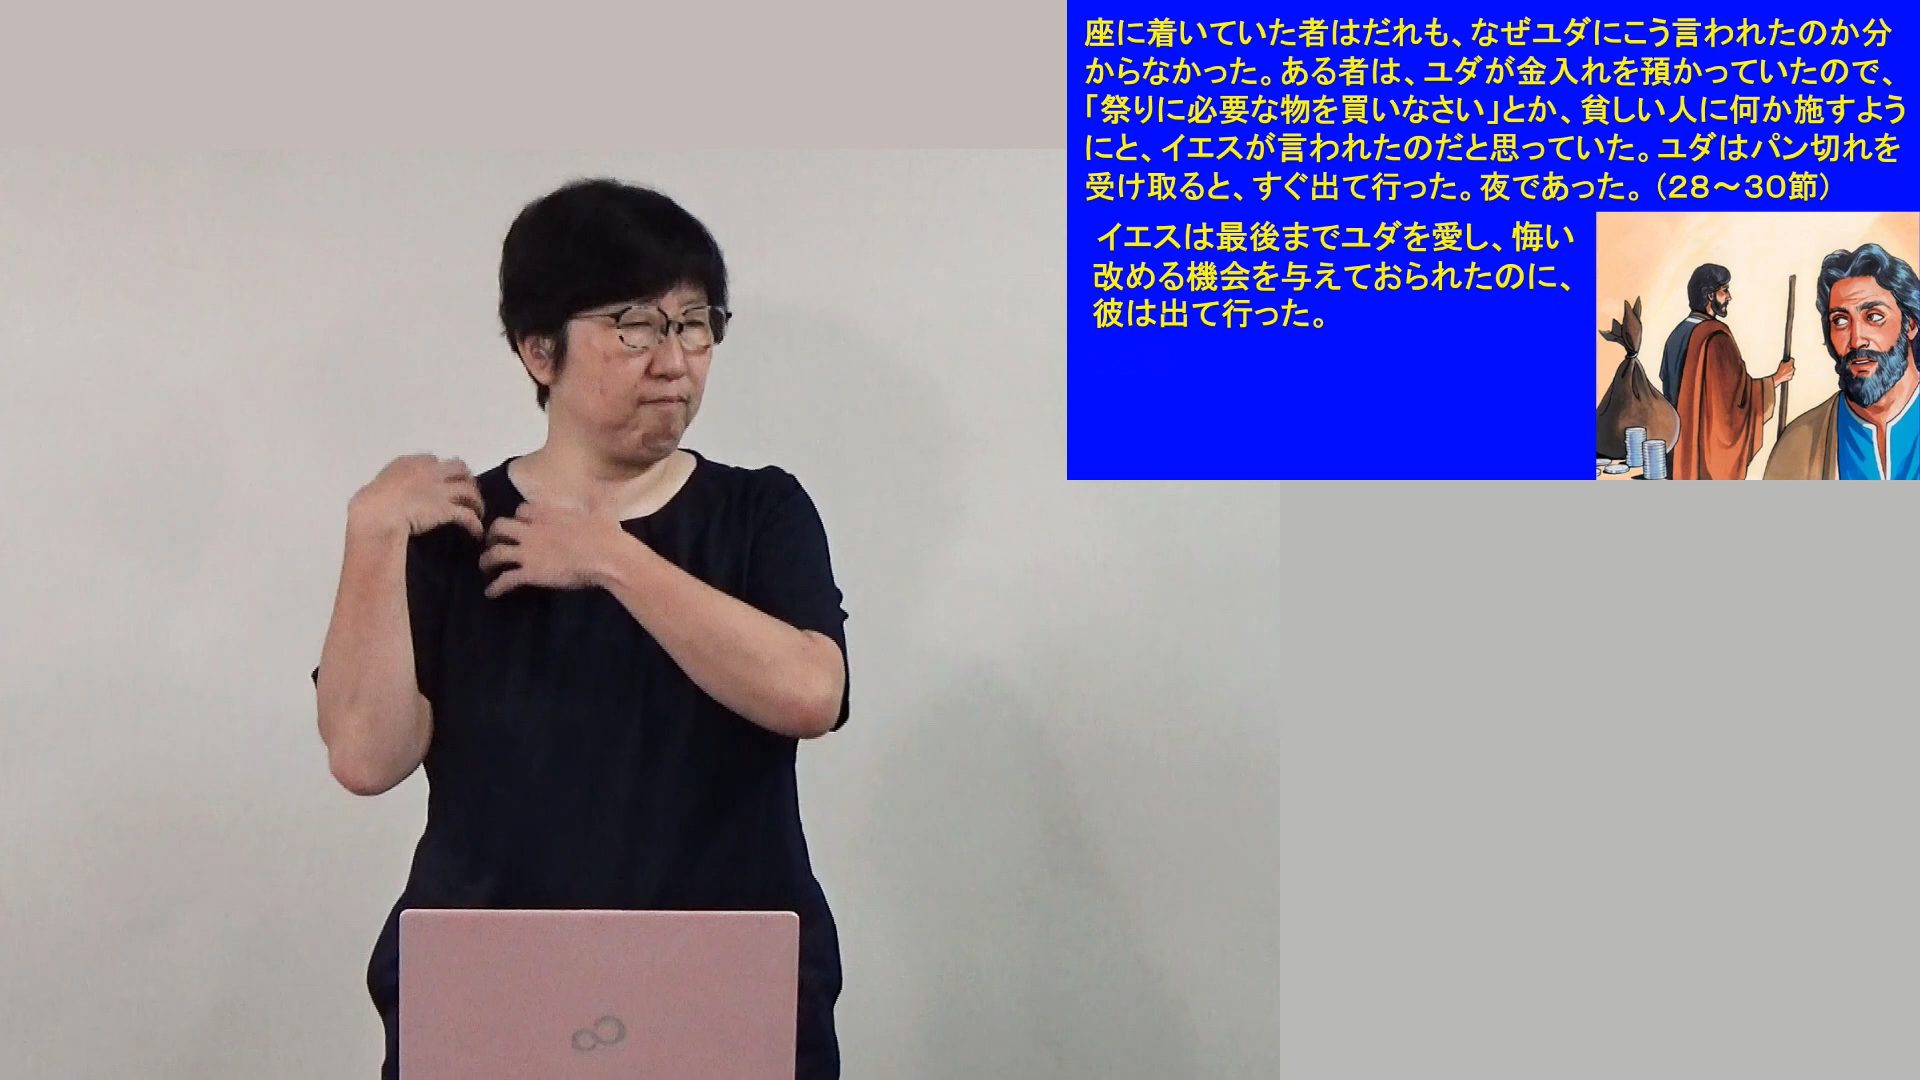 座に着いていた者はだれも、なぜユダにこう言われたのか分
からなかった。ある者は、ユダが金入れを預かっていたので、
「祭りに必要な物を買いなさい」とか、貧しい人に何か施すよう
にと、イエスが言われたのだと思っていた。ユダはパン切れを
受け取ると、すぐ出て行った。夜であった。（２８～３０節）
イエスは最後までユダを愛し、悔い
改める機会を与えておられたのに、
彼は出て行った。